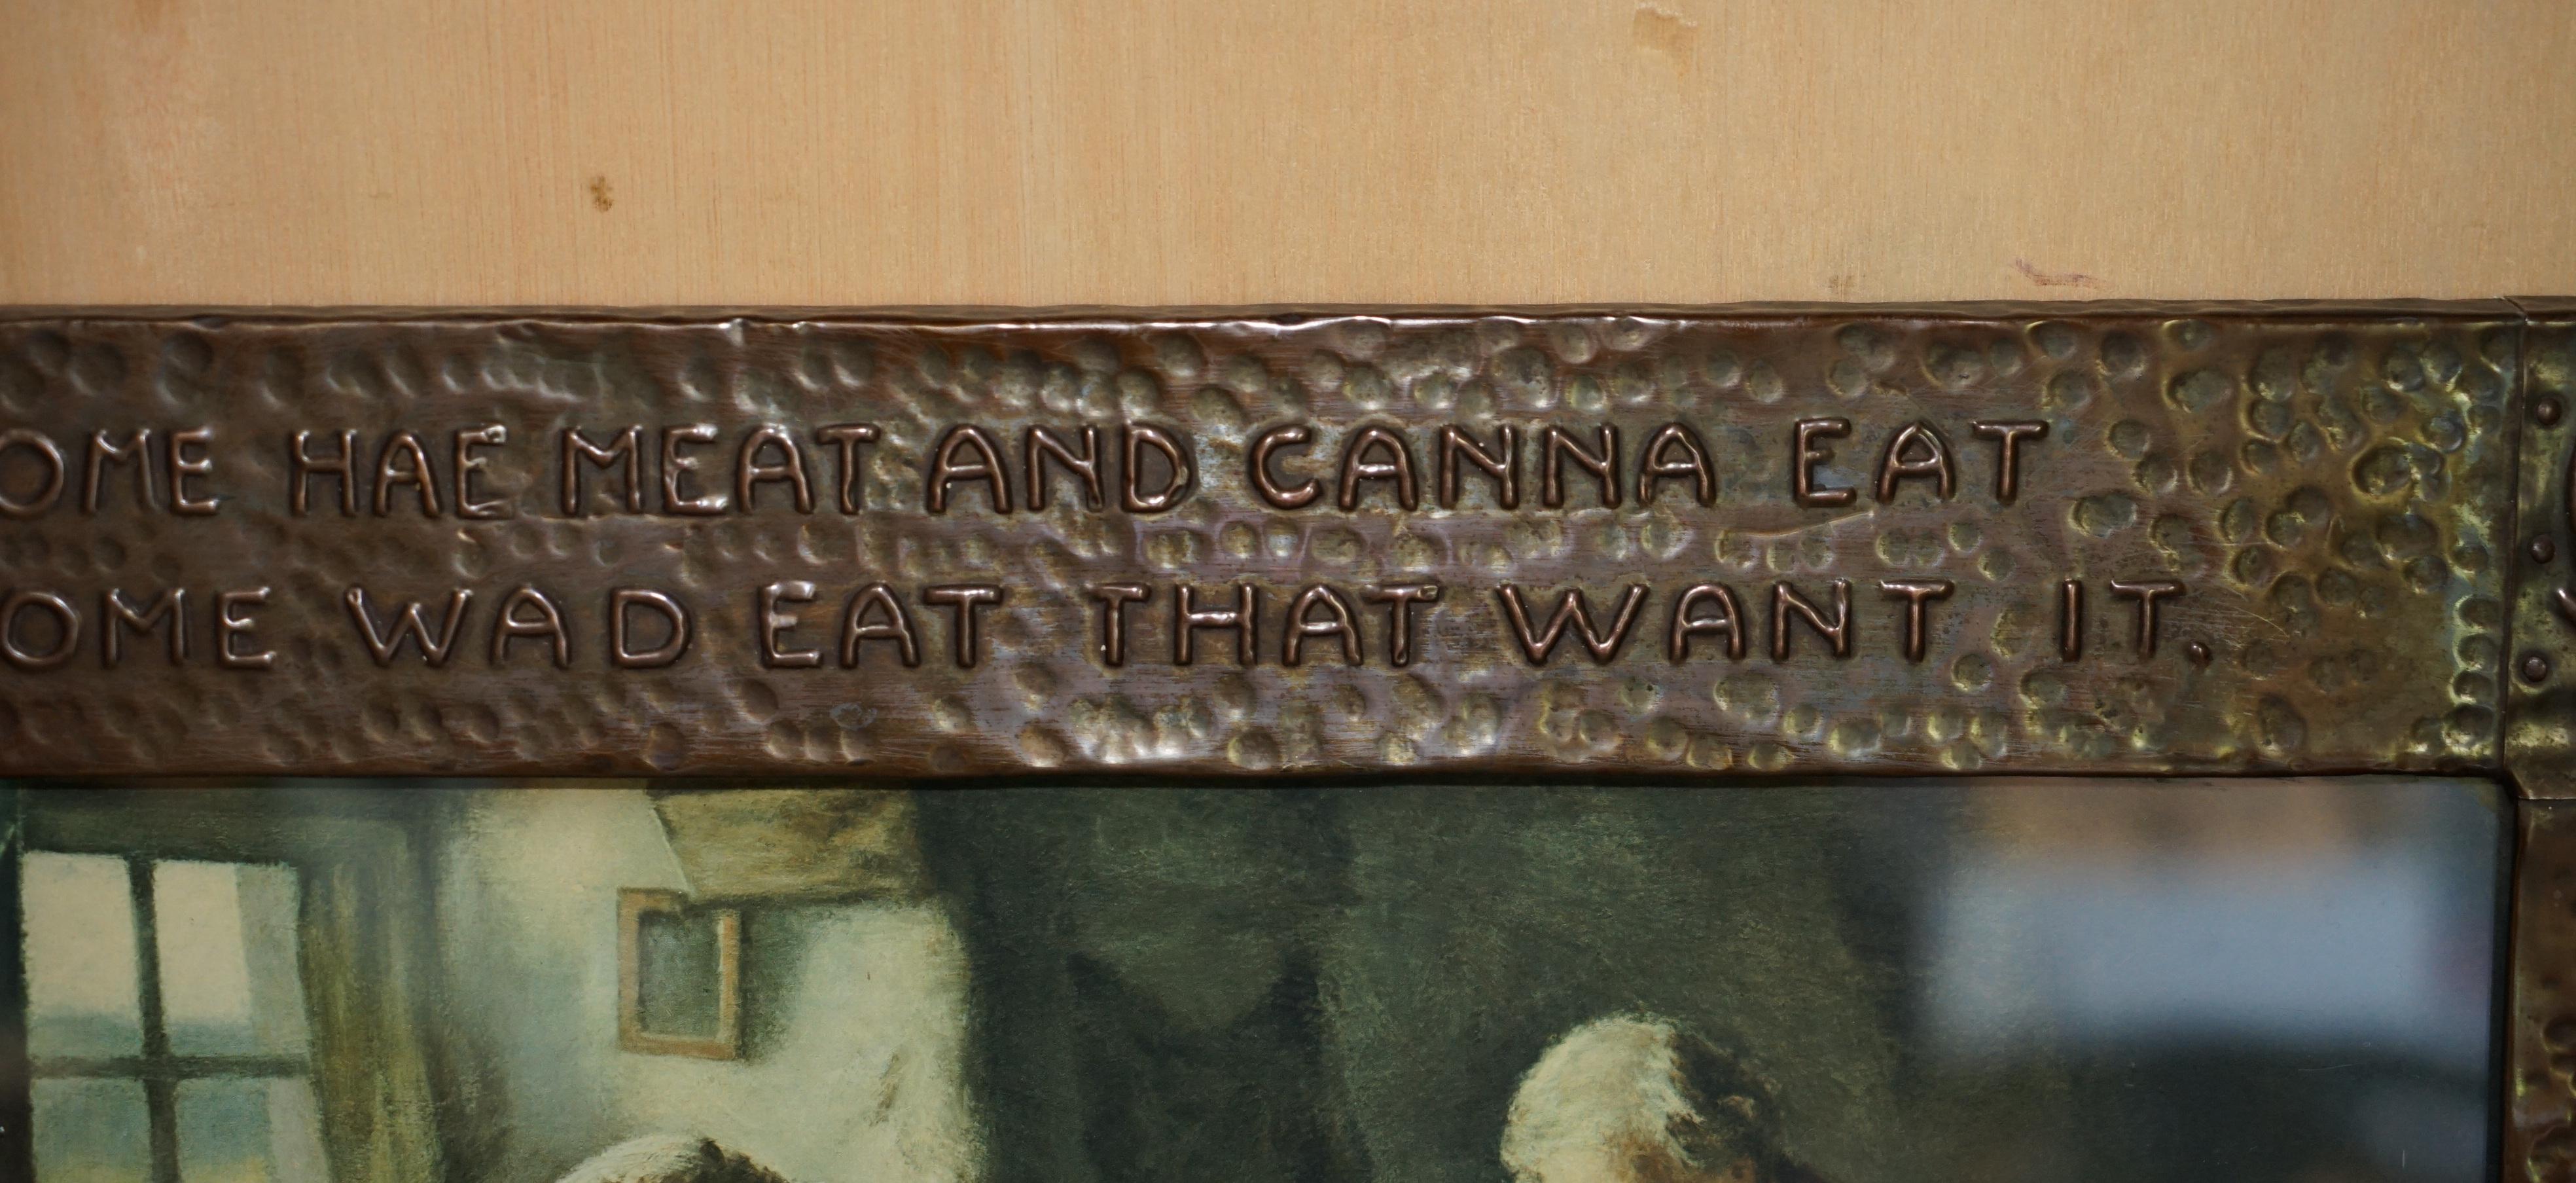 OME HAE MEAT AND CANNA EAT
OME WAD EAT THAT WANT IT.